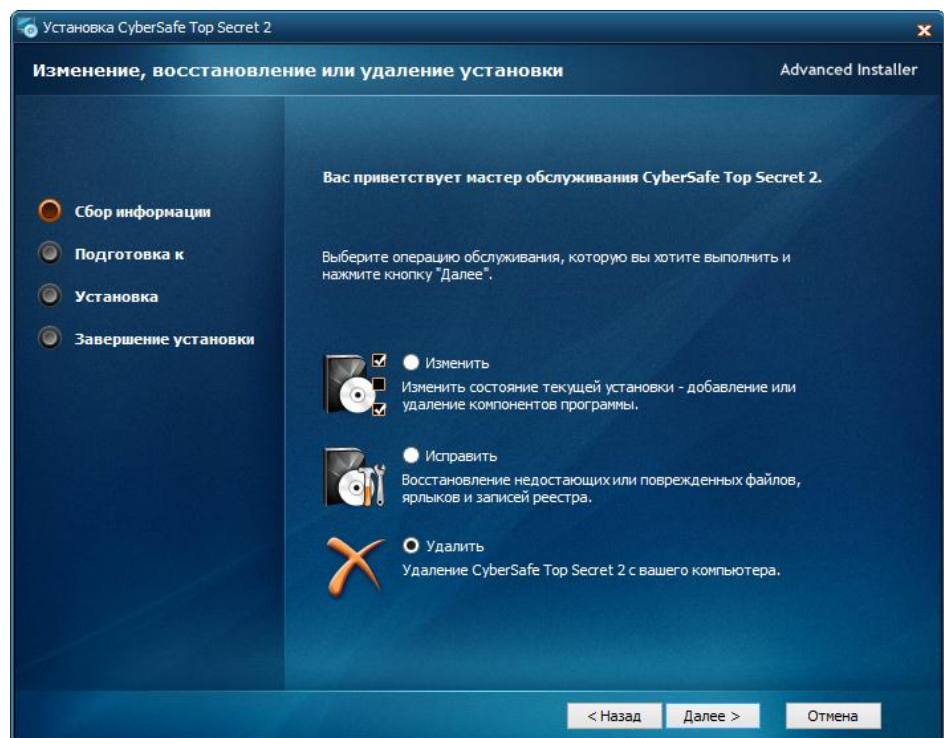 Установка CyberSafe Top Secret 2
Изменение, восстановление или удаление установки
Advanced Installer
Вас приветствует мастер обслуживания CyberSafe Top Secret 2.
Сбор информации
Подготовка к
Установка
Завершение установки
Выберите операцию обслуживания, которую вы хотите выполнить и
нажмите кнопку "Далее".
Изменить
Изменить состояние текущей установки - добавление или
удаление компонентов программы.
Исправить
Восстановление недостающих или поврежденных файлов,
ярлыков и записей реестра.
Удалить
Удаление CyberSafe Top Secret 2 с вашего компьютера.
< Назад
Далее >
Отмена